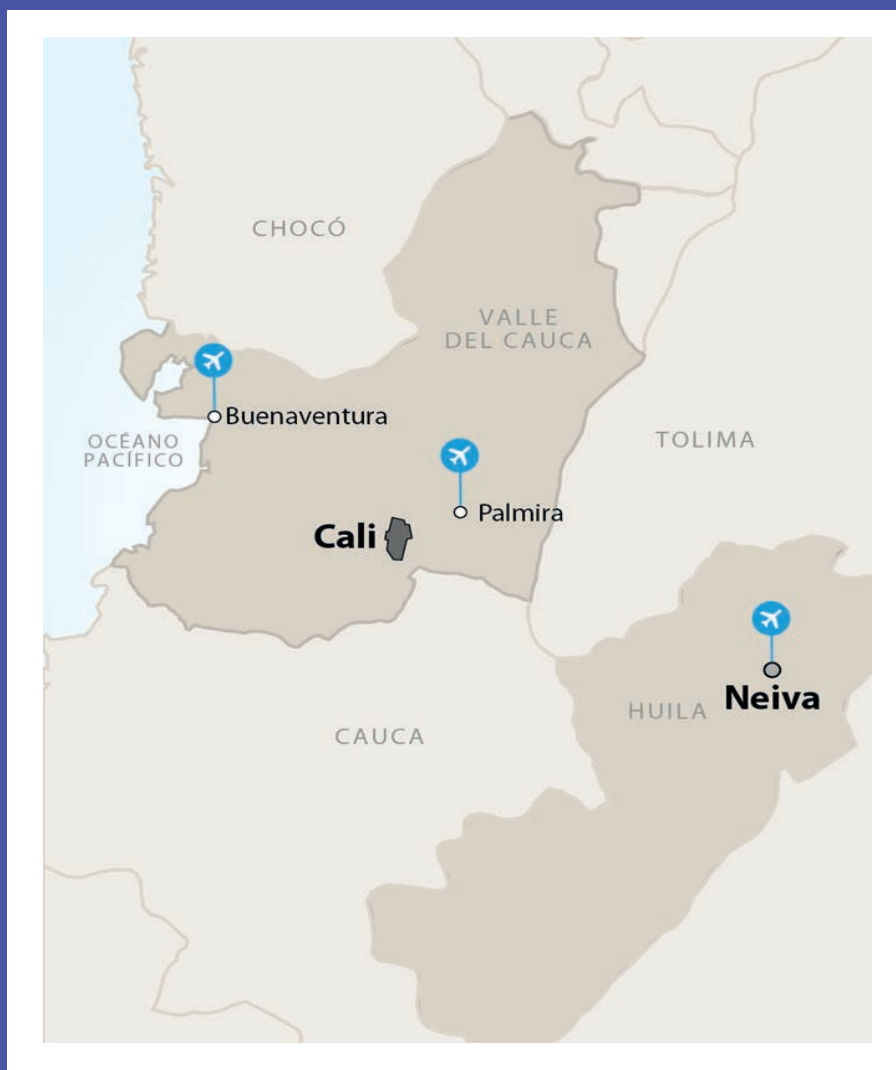 CHOCÓ
VALLE
DEL CAUCA
Buenaventura
OCÉANO
PACÍFICO
TOLIMA
Palmira
Cali
Neiva
HUILA
CAUCA